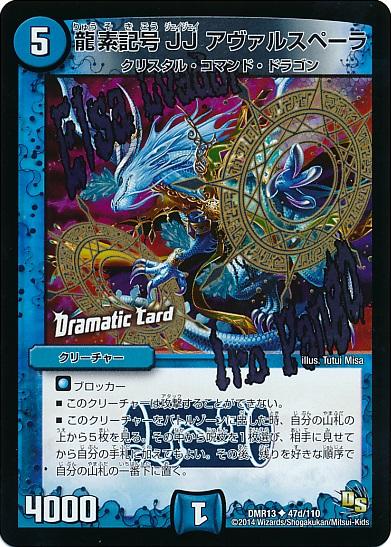 5
りゅうそきごうジェイジェイ
龍素記号 JJ アヴァルスペーラ
クリスタル・コマンド・ドラゴン
Dramatic Card
illus. Tutui Misa
クリーチャー
ブロッカー
■ このクリーチャーは攻撃することができない。
■ このクリーチャーをバトルゾーンに出した時、自分の山札の
上から5枚を見る。その中から呪文を1枚選び、相手に見せ
てから自分の手札に加えてもよい。その後、残りを好きな順序で
自分の山札の一番下に置く。
4000
1
DS
DMR13 ◆ 47d/110
©2014 Wizards/Shogakukan/Mitsui-Kids